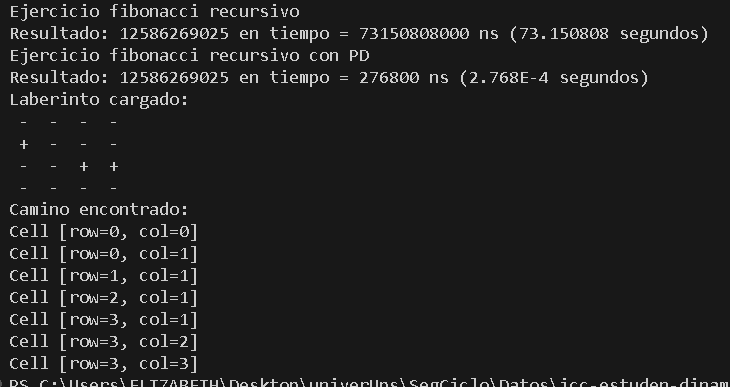 Ejercicio fibonacci recursivo
Resultado: 12586269025 en tiempo = 73150808000 ns (73.150808 segundos)
Ejercicio fibonacci recursivo con PD
Resultado: 12586269025 en tiempo = 276800 ns (2.768E-4 segundos)
Laberinto cargado:
- - - -
+ - - -
- - + +
- - - -
Camino encontrado:
Cell [row=0, col=0]
Cell [row=0, col=1]
Cell [row=1, col=1]
Cell [row=2, col=1]
Cell [row=3, col=1]
Cell [row=3, col=2]
Cell [row=3, col=3]
PS C:\Users\ELIZABETH\Desktop\univerUps\SegCiclo\Datos\icc-estuden-dinam